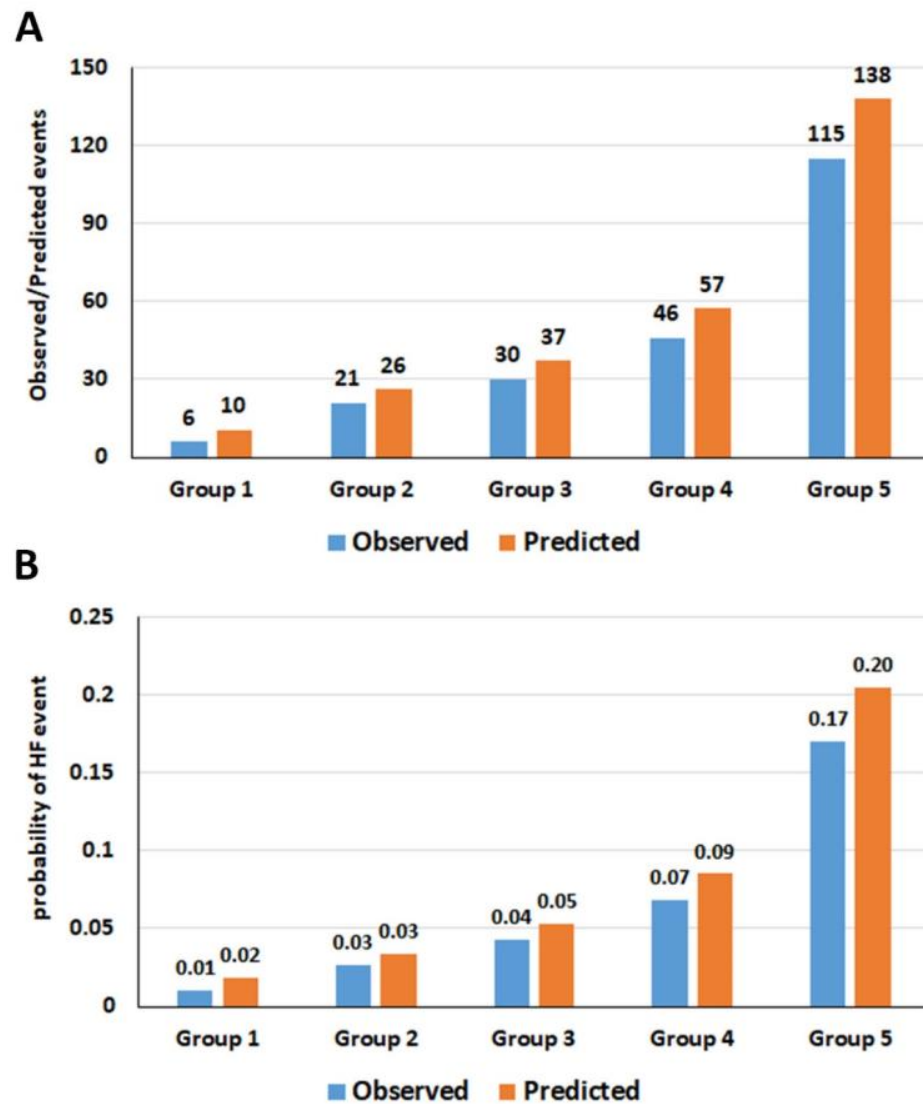 A
Observed/Predicted events
150
120
90
60
30
0
6
10
21
26
30
37
46
57
115
138
Group 1
Group 2
Group 3
Group 4
Group 5
Observed
Predicted
B
probability of HF event
0.25
0.2
0.15
0.1
0.05
0
0.01
0.02
0.03
0.03
0.04
0.05
0.07
0.09
0.17
0.20
Group 1
Group 2
Group 3
Group 4
Group 5
Observed
Predicted